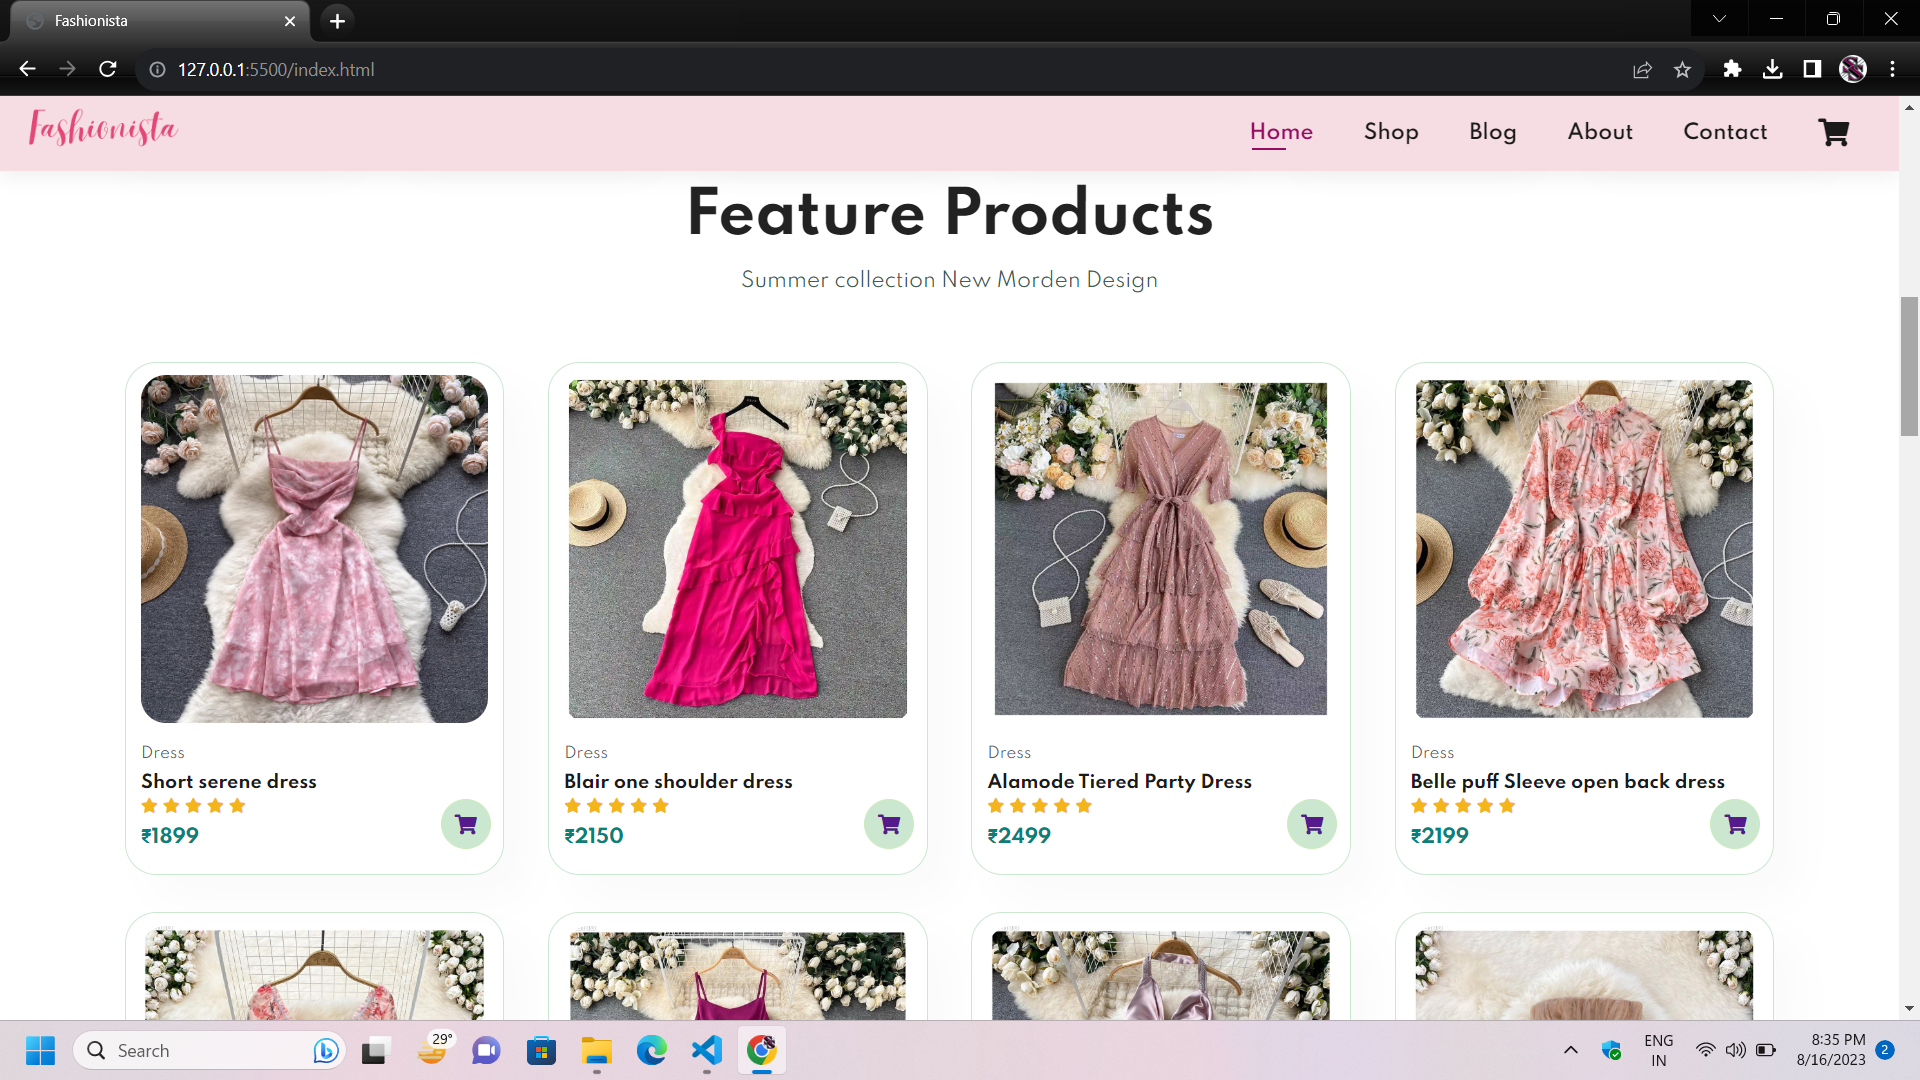 Fashionista
127.0.0.1:5500/index.html
Fashionista
Home Shop Blog About Contact
Feature Products
Summer collection New Morden Design
Dress
Short serene dress
₹1899
Dress
Blair one shoulder dress
₹2150
Dress
Alamode Tiered Party Dress
₹2499
Dress
Belle puff Sleeve open back dress
₹2199
Search
29°
ENG
IN
8:35 PM
8/16/2023
2